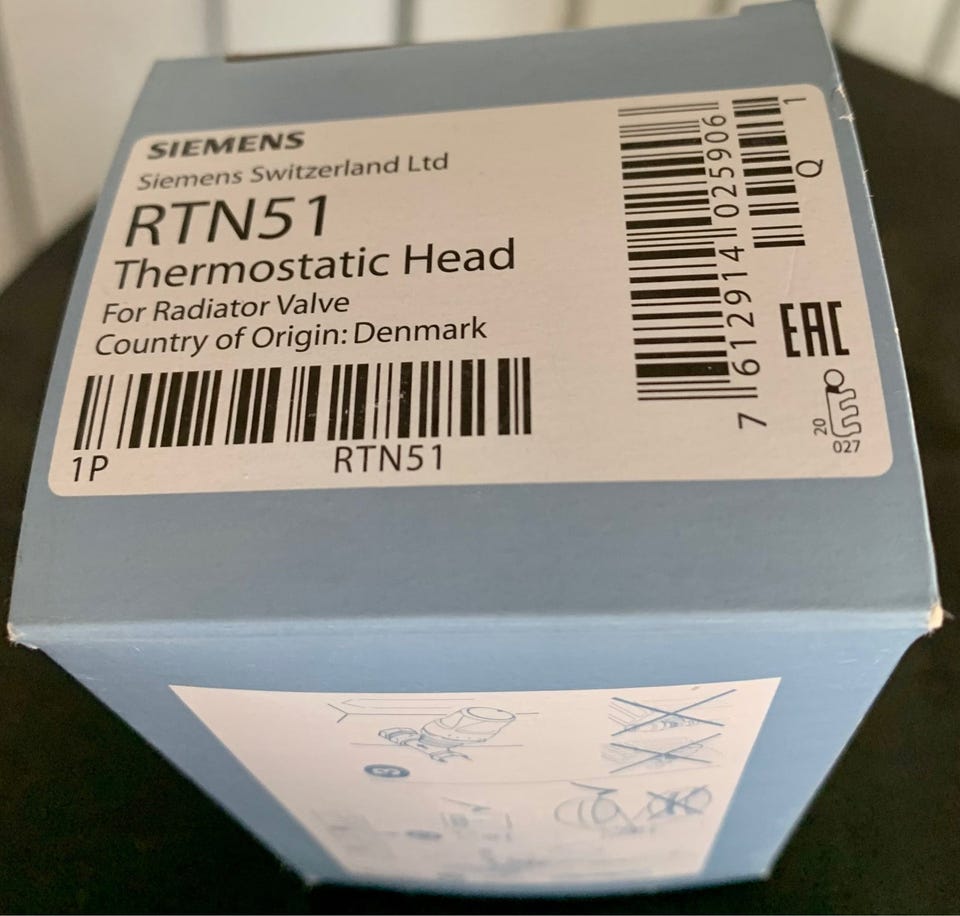 SIEMENS
Siemens Switzerland Ltd
RTN51
Thermostatic Head
For Radiator Valve
Country of Origin: Denmark
1P RTN51
7 612914 025906
Q 1
EAC
20
027